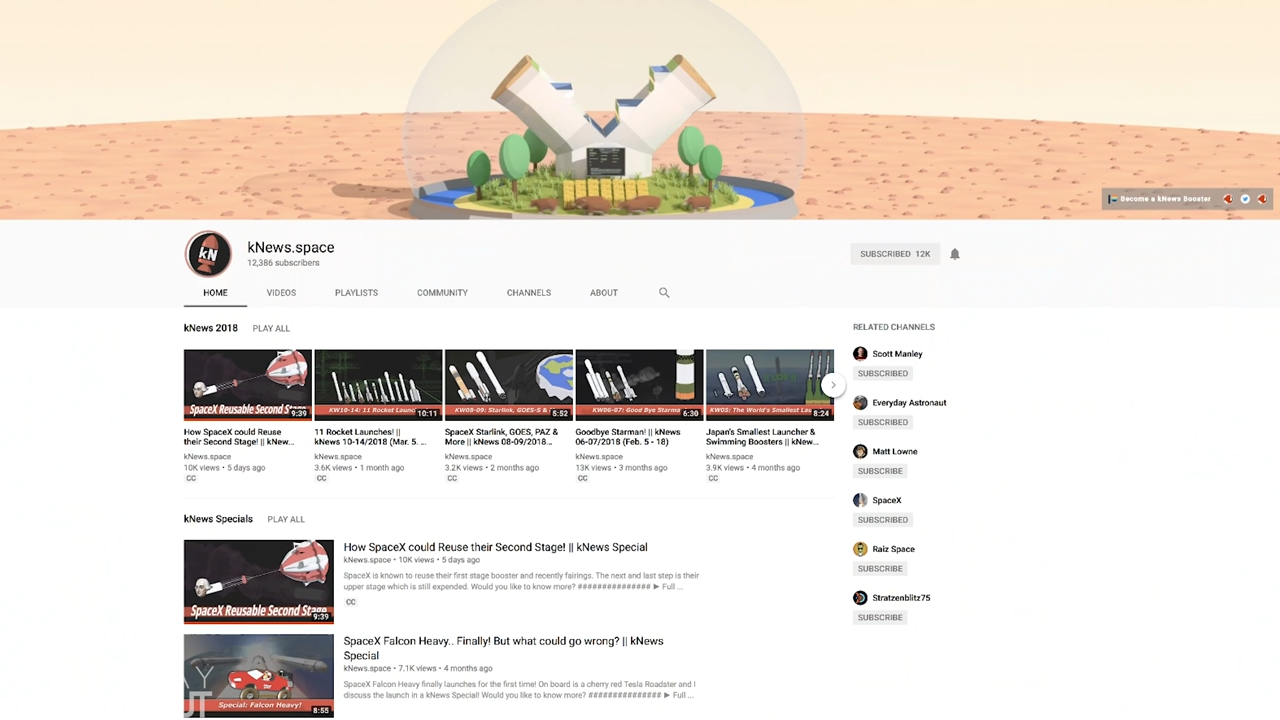 Become a kNews Booster
kN
kNews.space
12,386 subscribers
SUBSCRIBED 12K
HOME VIDEOS PLAYLISTS COMMUNITY CHANNELS ABOUT
kNews 2018 PLAY ALL
SpaceX Reusable Second Sta
9:39
KW10-14: 11 Rocket Launc
10:11
KW08-09: Starlink, GOES-S &
5:52
KW06-07: Good Bye Starma
6:30
KW05: The World's Smallest Lau
8:24
How SpaceX could Reuse
their Second Stage! || kNew...
kNews.space
10K views • 5 days ago
CC
11 Rocket Launches! ||
kNews 10-14/2018 (Mar. 5. ...
kNews.space
3.6K views • 1 month ago
CC
SpaceX Starlink, GOES, PAZ &
More || kNews 08-09/2018...
kNews.space
3.2K views • 2 months ago
CC
Goodbye Starman! || kNews
06-07/2018 (Feb. 5 - 18)
kNews.space
13K views • 3 months ago
CC
Japan's Smallest Launcher &
Swimming Boosters || kNew...
kNews.space
3.9K views • 4 months ago
CC
kNews Specials PLAY ALL
SpaceX Reusable Second Stage
9:39
How SpaceX could Reuse their Second Stage! || kNews Special
kNews.space • 10K views • 5 days ago
SpaceX is known to reuse their first stage booster and recently fairings. The next and last step is their
upper stage which is still expended. Would you like to know more? ############### ► Full ...
CC
Special: Falcon Heavy!
8:55
SpaceX Falcon Heavy.. Finally! But what could go wrong? || kNews
Special
kNews.space • 7.1K views • 4 months ago
SpaceX Falcon Heavy finally launches for the first time! On board is a cherry red Tesla Roadster and I
discuss the launch in a kNews Special! Would you like to know more? ############### ► Full ...
RELATED CHANNELS
Scott Manley
SUBSCRIBED
Everyday Astronaut
SUBSCRIBED
Matt Lowne
SUBSCRIBE
SpaceX
SUBSCRIBED
Raiz Space
SUBSCRIBE
Stratzenblitz75
SUBSCRIBE